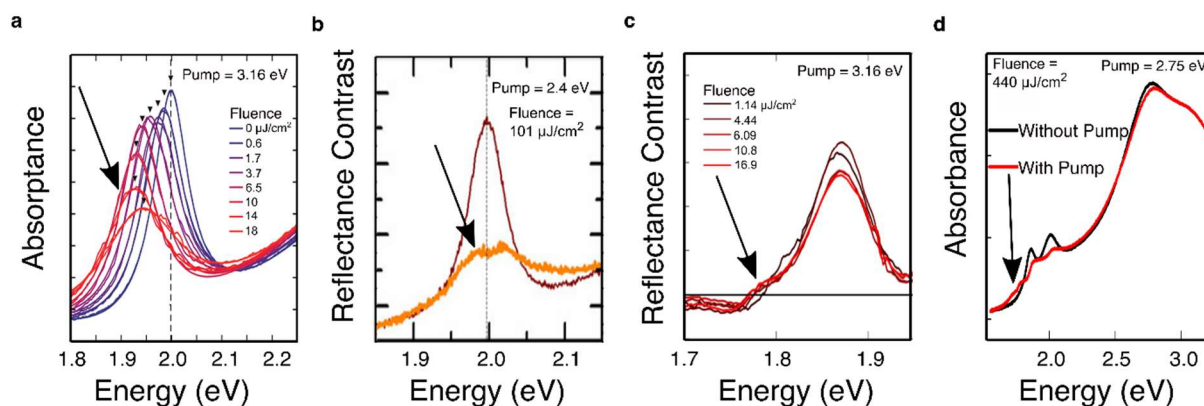 a
Absorptance
Pump = 3.16 eV
Fluence
0 μJ/cm²
0.6
1.7
3.7
6.5
10
14
18
1.8 1.9 2.0 2.1 2.2
Energy (eV)
b
Reflectance Contrast
Pump = 2.4 eV
Fluence =
101 μJ/cm²
1.9 2.0 2.1
Energy (eV)
c
Reflectance Contrast
Pump = 3.16 eV
Fluence
1.14 μJ/cm²
4.44
6.09
10.8
16.9
1.7 1.8 1.9
Energy (eV)
d
Absorbance
Fluence =
440 μJ/cm²
Pump = 2.75 eV
Without Pump
With Pump
2.0 2.5 3.0
Energy (eV)